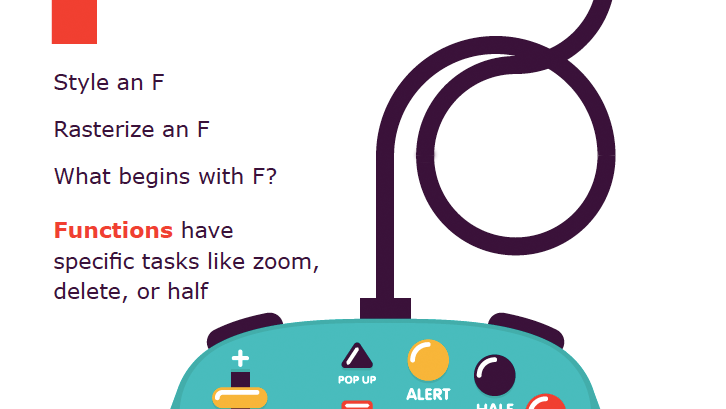 Style an F
Rasterize an F
What begins with F?
Functions have
specific tasks like zoom,
delete, or half
+
POP UP
ALERT
HALF